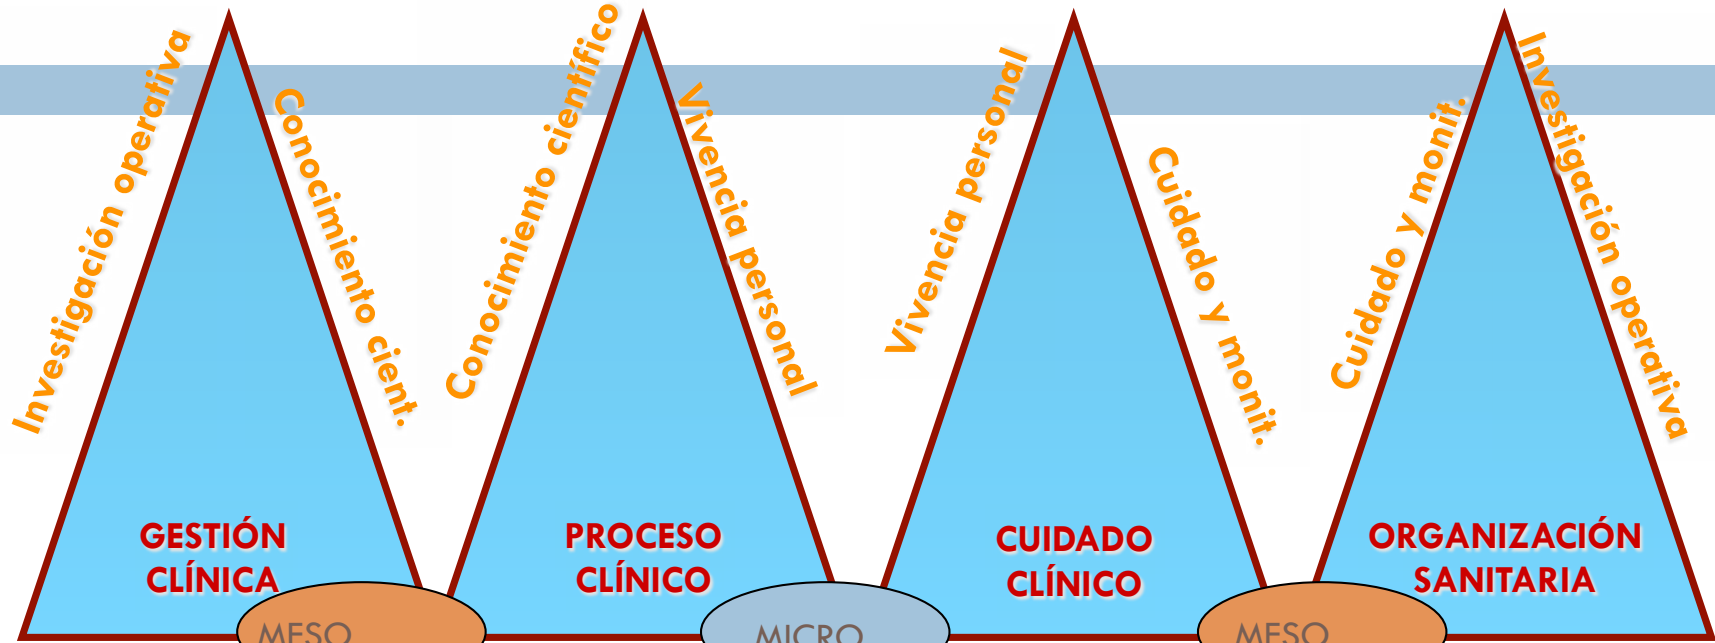 Investigación operativa
Conocimiento cient.
Conocimiento científico
Vivencia personal
Vivencia personal
Cuidado y monit.
Cuidado y monit.
Investigación operativa
GESTIÓN
CLÍNICA
PROCESO
CLÍNICO
CUIDADO
CLÍNICO
ORGANIZACIÓN
SANITARIA
MESO
MICRO
MESO